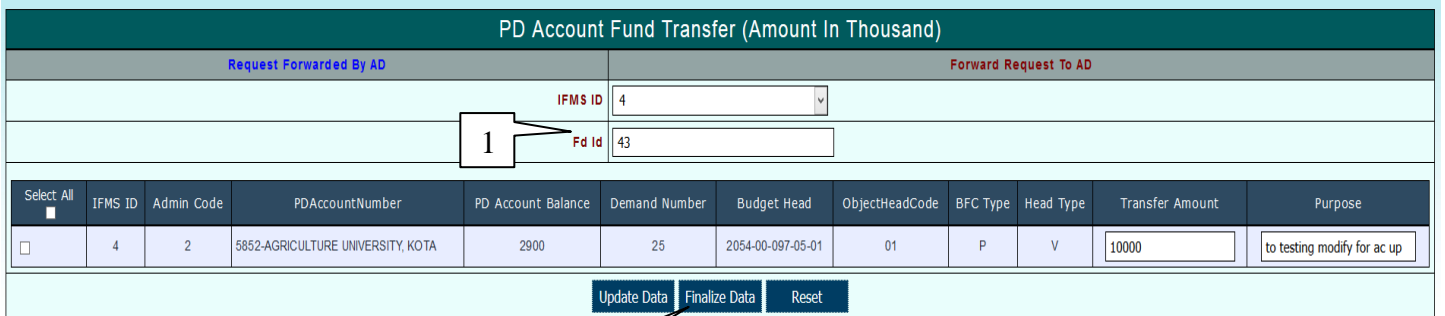 PD Account Fund Transfer (Amount In Thousand)
Request Forwarded By AD Forward Request To AD
IFMS ID 4
1 Fd Id 43
Select All IFMS ID Admin Code PDAccountNumber PD Account Balance Demand Number Budget Head ObjectHeadCode BFC Type Head Type Transfer Amount Purpose
4 2 5852-AGRICULTURE UNIVERSITY, KOTA 2900 25 2054-00-097-05-01 01 P V 10000 to testing modify for ac up
Update Data Finalize Data Reset